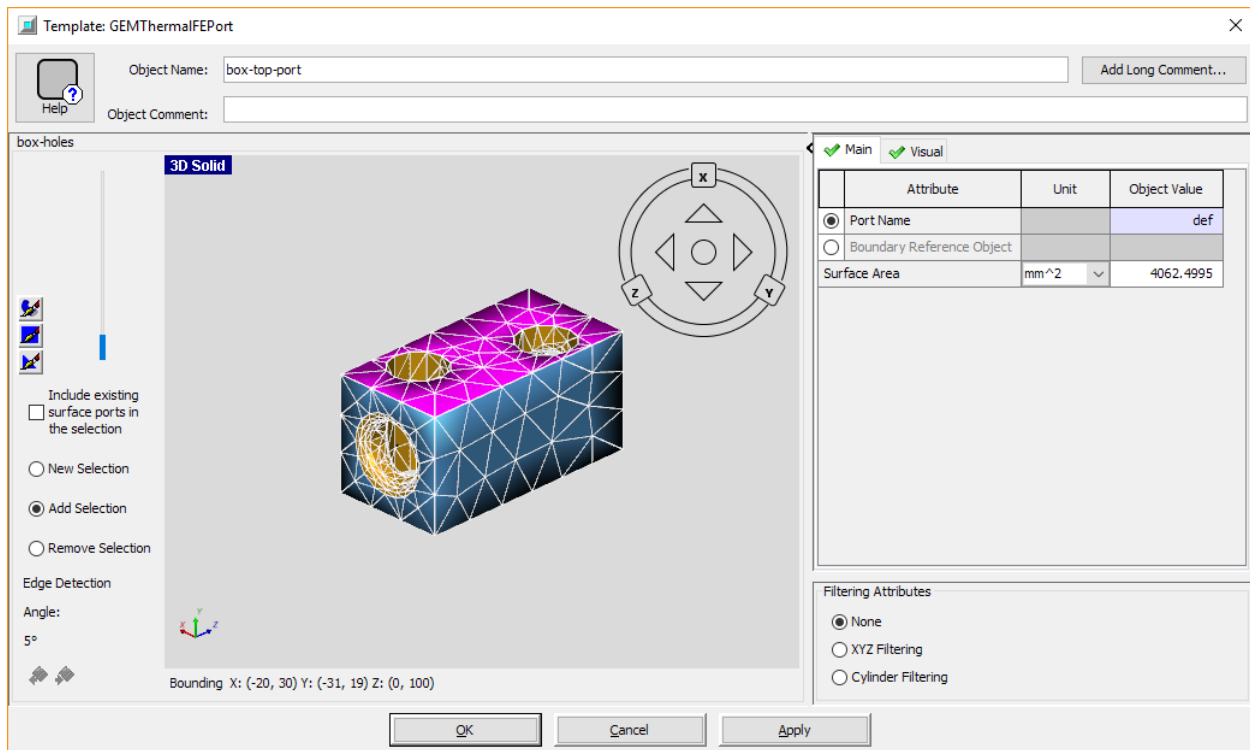 Template: GEMThermalFEPort
Help
Object Name:
box-top-port
Add Long Comment...
Object Comment:
box-holes
3D Solid
X
Z
Y
Include existing
surface ports in
the selection
New Selection
Add Selection
Remove Selection
Edge Detection
Angle:
5°
Y
X
Z
Bounding X: (-20, 30) Y: (-31, 19) Z: (0, 100)
Main
Visual
Attribute
Unit
Object Value
Port Name
def
Boundary Reference Object
Surface Area
mm^2
4062.4995
Filtering Attributes
None
XYZ Filtering
Cylinder Filtering
OK
Cancel
Apply